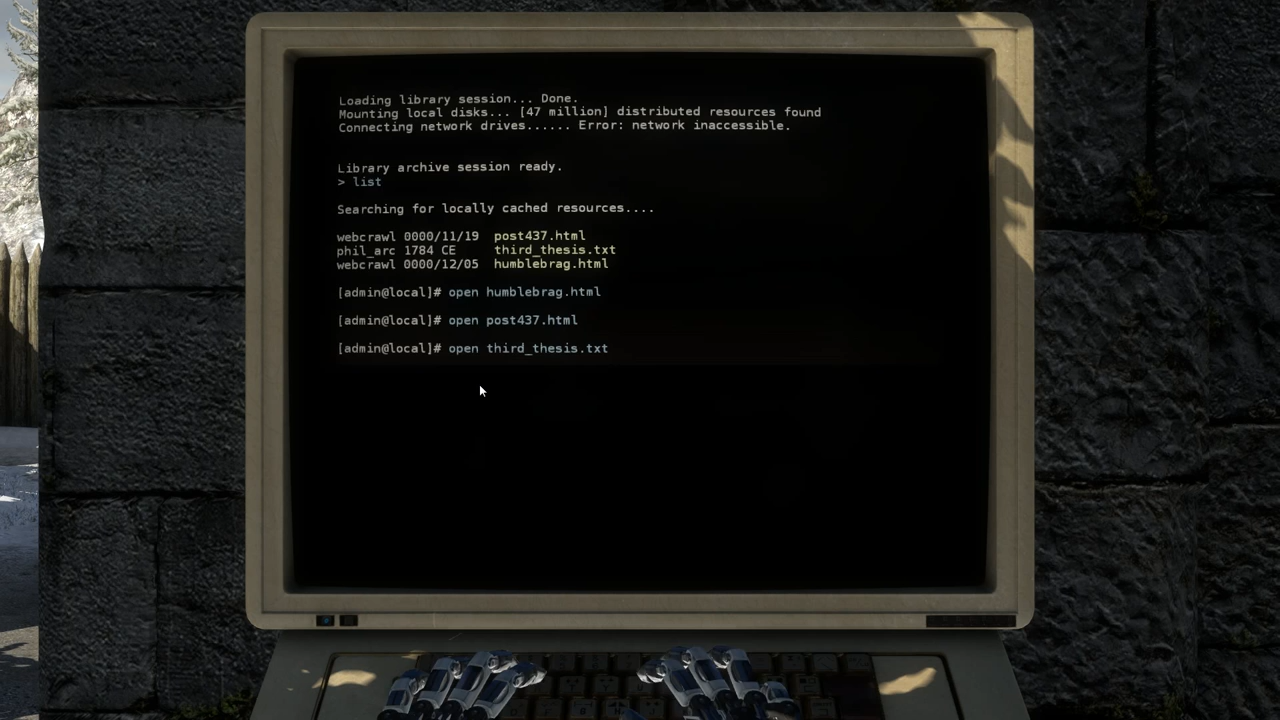 Loading library session... Done.
Mounting local disks... [47 million] distributed resources found
Connecting network drives...... Error: network inaccessible.
Library archive session ready.
> list
Searching for locally cached resources....
webcrawl 0000/11/19 post437.html
phil_arc 1784 CE third_thesis.txt
webcrawl 0000/12/05 humblebrag.html
[admin@local]# open humblebrag.html
[admin@local]# open post437.html
[admin@local]# open third_thesis.txt